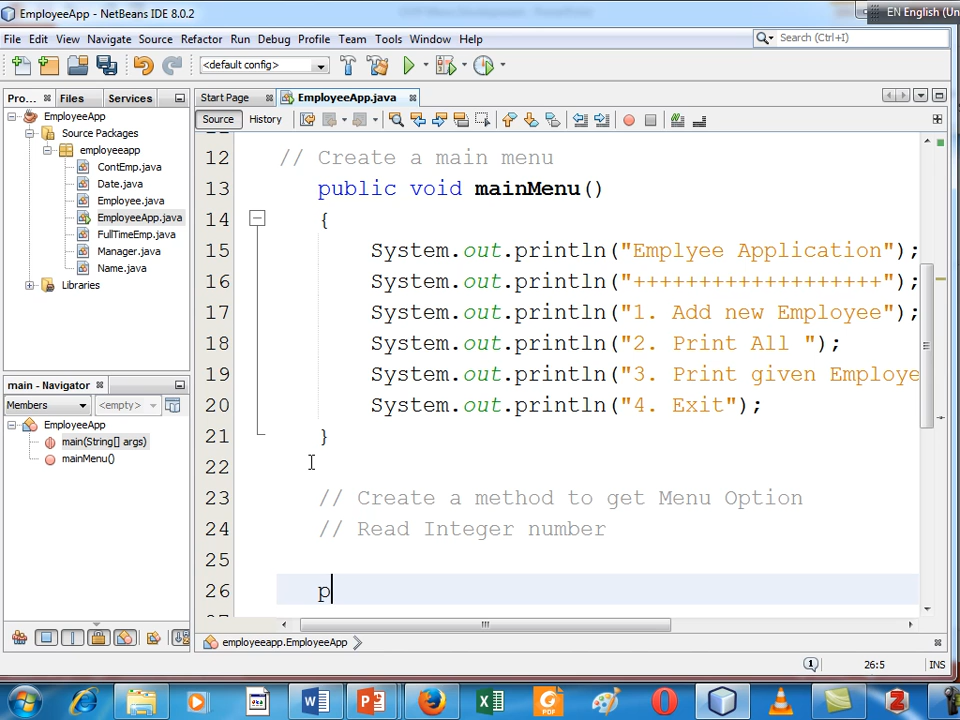 EmployeeApp - NetBeans IDE 8.0.2
EN English (Un
File Edit View Navigate Source Refactor Run Debug Profile Team Tools Window Help
Search (Ctrl+I)
<default config>
Pro... Files Services
Start Page EmployeeApp.java
Source History
EmployeeApp
Source Packages
employeeapp
ContEmp.java
Date.java
Employee.java
EmployeeApp.java
FullTimeEmp.java
Manager.java
Name.java
Libraries
main - Navigator
Members <empty>
EmployeeApp
main(String[] args)
mainMenu()
12 // Create a main menu
13 public void mainMenu()
14 {
15 System.out.println("Emplyee Application");
16 System.out.println("+++++++++++++++++++");
17 System.out.println("1. Add new Employee");
18 System.out.println("2. Print All ");
19 System.out.println("3. Print given Employe
20 System.out.println("4. Exit");
21 }
22
23 // Create a method to get Menu Option
24 // Read Integer number
25
26 p
employeeapp.EmployeeApp
1 26:5 INS